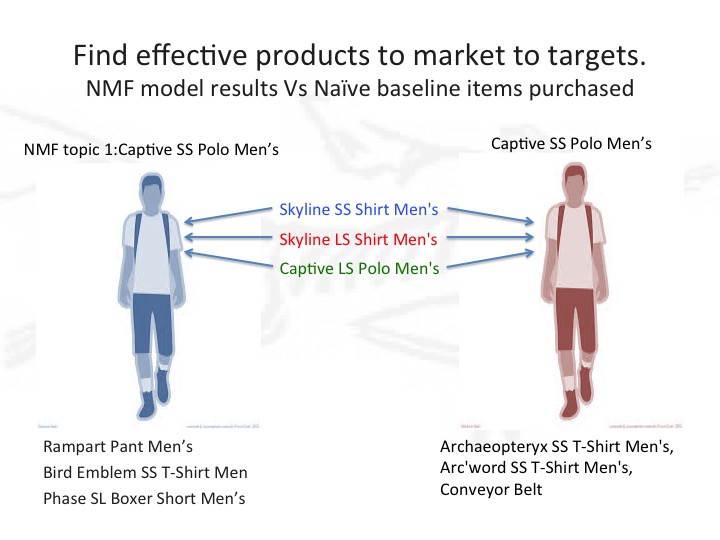 Find effective products to market to targets.
NMF model results Vs Naïve baseline items purchased
NMF topic 1:Captive SS Polo Men’s
Captive SS Polo Men’s
Skyline SS Shirt Men's
Skyline LS Shirt Men's
Captive LS Polo Men's
Rampart Pant Men’s
Bird Emblem SS T-Shirt Men
Phase SL Boxer Short Men’s
Archaeopteryx SS T-Shirt Men's,
Arc'word SS T-Shirt Men's,
Conveyor Belt